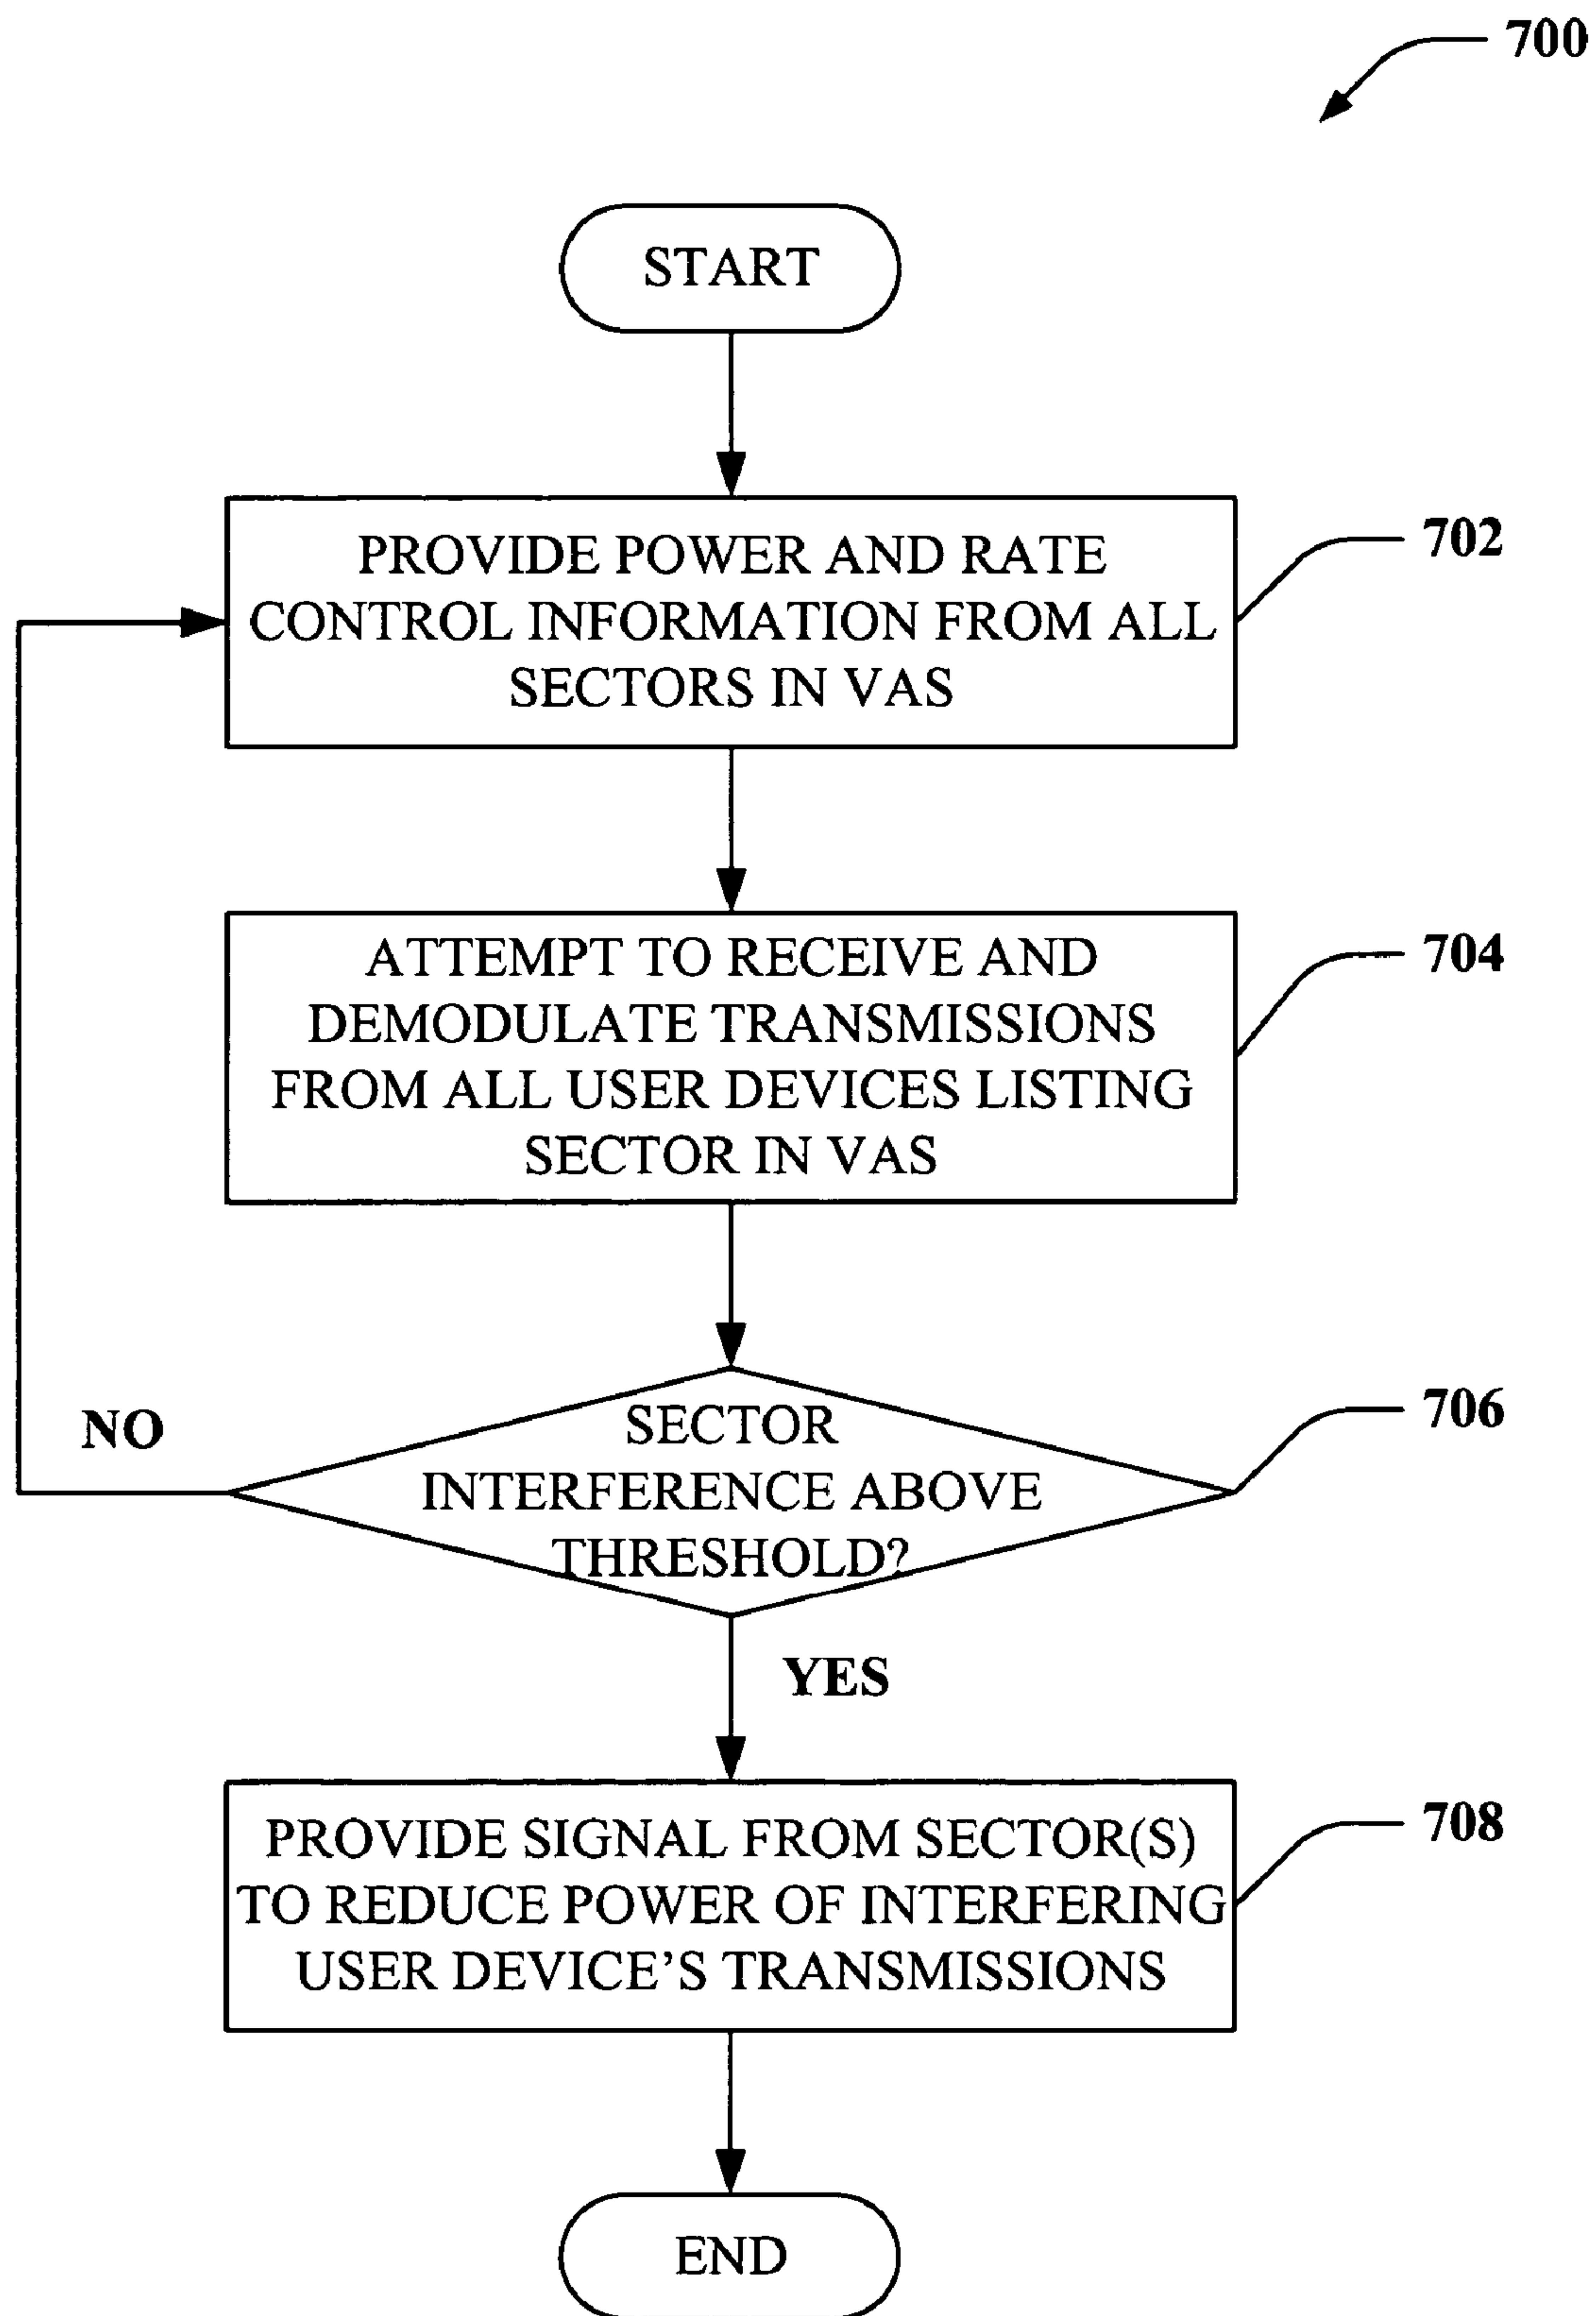 700
START
PROVIDE POWER AND RATE
CONTROL INFORMATION FROM ALL
SECTORS IN VAS
702
ATTEMPT TO RECEIVE AND
DEMODULATE TRANSMISSIONS
FROM ALL USER DEVICES LISTING
SECTOR IN VAS
704
SECTOR
INTERFERENCE ABOVE
THRESHOLD?
706
NO
YES
PROVIDE SIGNAL FROM SECTOR(S)
TO REDUCE POWER OF INTERFERING
USER DEVICE'S TRANSMISSIONS
708
END